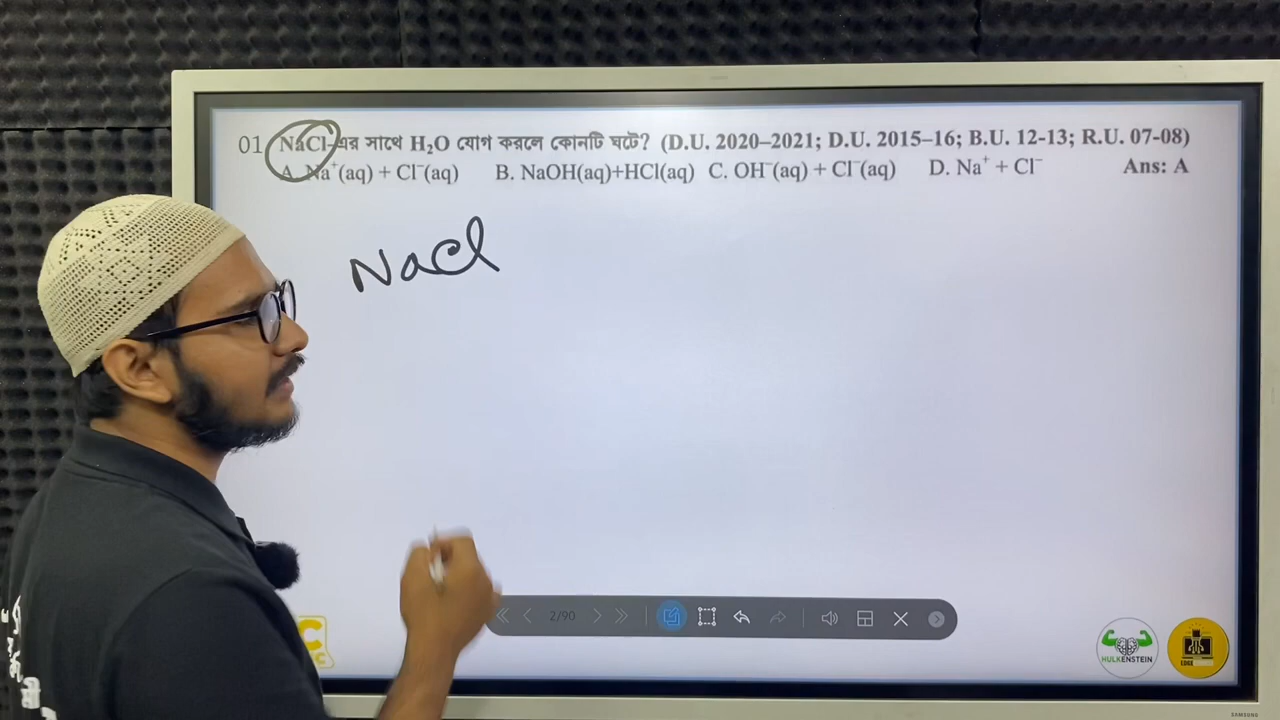 01. NaCl-এর সাথে H₂O যোগ করলে কোনটি ঘটে? (D.U. 2020–2021; D.U. 2015–16; B.U. 12-13; R.U. 07-08)
A. Na⁺(aq) + Cl⁻(aq) B. NaOH(aq)+HCl(aq) C. OH⁻(aq) + Cl⁻(aq) D. Na⁺ + Cl⁻ Ans: A
NaCl
2/90
HULKENSTEIN
SAMSUNG